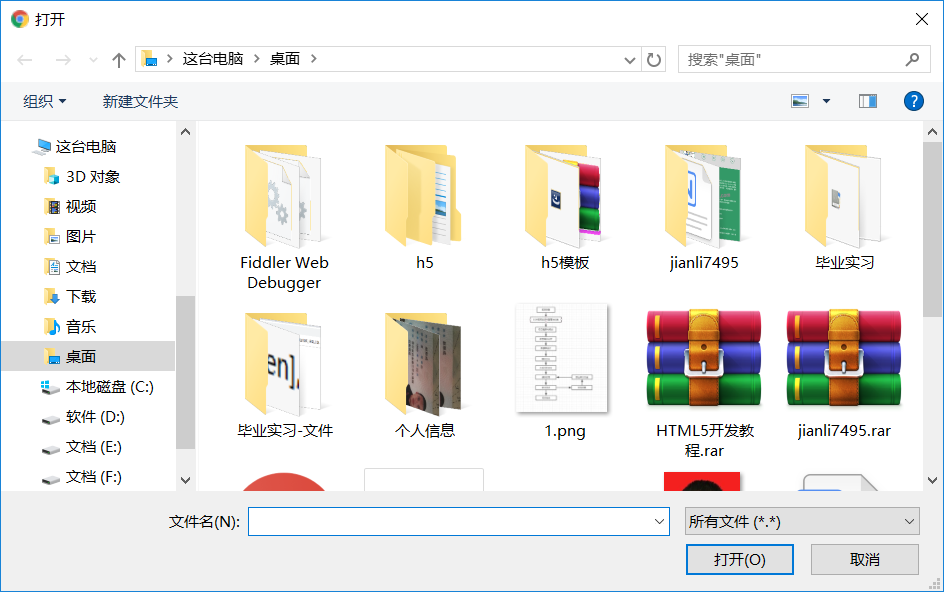 打开
这台电脑 桌面
搜索"桌面"
组织 新建文件夹
这台电脑
3D 对象
视频
图片
文档
下载
音乐
桌面
本地磁盘 (C:)
软件 (D:)
文档 (E:)
文档 (F:)
Fiddler Web
Debugger
h5
h5模板
jianli7495
毕业实习
en],
毕业实习-文件
个人信息
1.png
HTML5开发教
程.rar
jianli7495.rar
文件名(N):
所有文件 (*.*)
打开(O)
取消